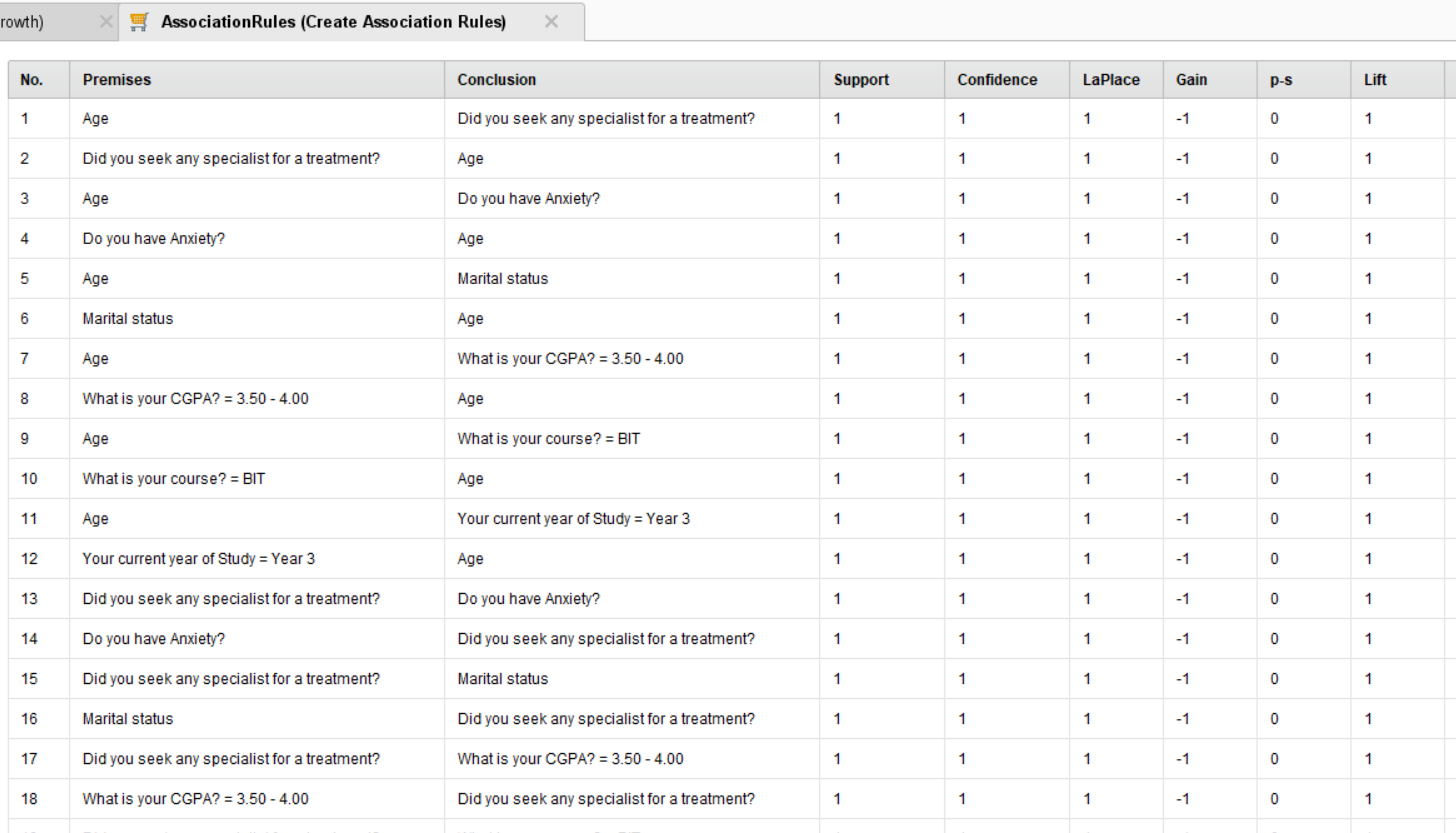 rowth)
AssociationRules (Create Association Rules)
No. Premises Conclusion Support Confidence LaPlace Gain p-s Lift
1 Age Did you seek any specialist for a treatment? 1 1 1 -1 0 1
2 Did you seek any specialist for a treatment? Age 1 1 1 -1 0 1
3 Age Do you have Anxiety? 1 1 1 -1 0 1
4 Do you have Anxiety? Age 1 1 1 -1 0 1
5 Age Marital status 1 1 1 -1 0 1
6 Marital status Age 1 1 1 -1 0 1
7 Age What is your CGPA? = 3.50 - 4.00 1 1 1 -1 0 1
8 What is your CGPA? = 3.50 - 4.00 Age 1 1 1 -1 0 1
9 Age What is your course? = BIT 1 1 1 -1 0 1
10 What is your course? = BIT Age 1 1 1 -1 0 1
11 Age Your current year of Study = Year 3 1 1 1 -1 0 1
12 Your current year of Study = Year 3 Age 1 1 1 -1 0 1
13 Did you seek any specialist for a treatment? Do you have Anxiety? 1 1 1 -1 0 1
14 Do you have Anxiety? Did you seek any specialist for a treatment? 1 1 1 -1 0 1
15 Did you seek any specialist for a treatment? Marital status 1 1 1 -1 0 1
16 Marital status Did you seek any specialist for a treatment? 1 1 1 -1 0 1
17 Did you seek any specialist for a treatment? What is your CGPA? = 3.50 - 4.00 1 1 1 -1 0 1
18 What is your CGPA? = 3.50 - 4.00 Did you seek any specialist for a treatment? 1 1 1 -1 0 1